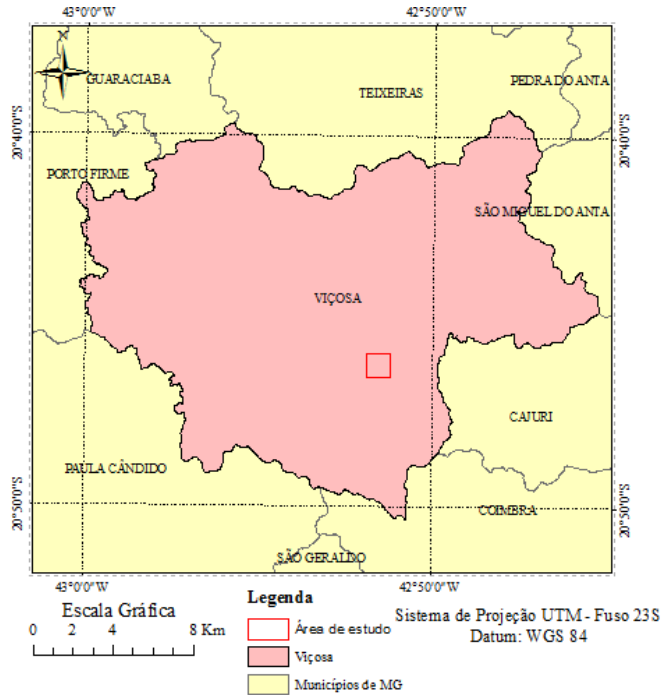 43°0'0"W 42°50'0"W
N
GUARACIABA
TEIXEIRAS
PEDRA DO ANTA
20°40'0"S 20°40'0"S
PORTO FIRME
SÃO MIGUEL DO ANTA
VIÇOSA
CAJURI
PAULA CÂNDIDO
20°50'0"S 20°50'0"S
COIMBRA
SÃO GERALDO
43°0'0"W 42°50'0"W
Escala Gráfica
0 2 4 8 Km
Legenda
Área de estudo
Viçosa
Municípios de MG
Sistema de Projeção UTM - Fuso 23S
Datum: WGS 84